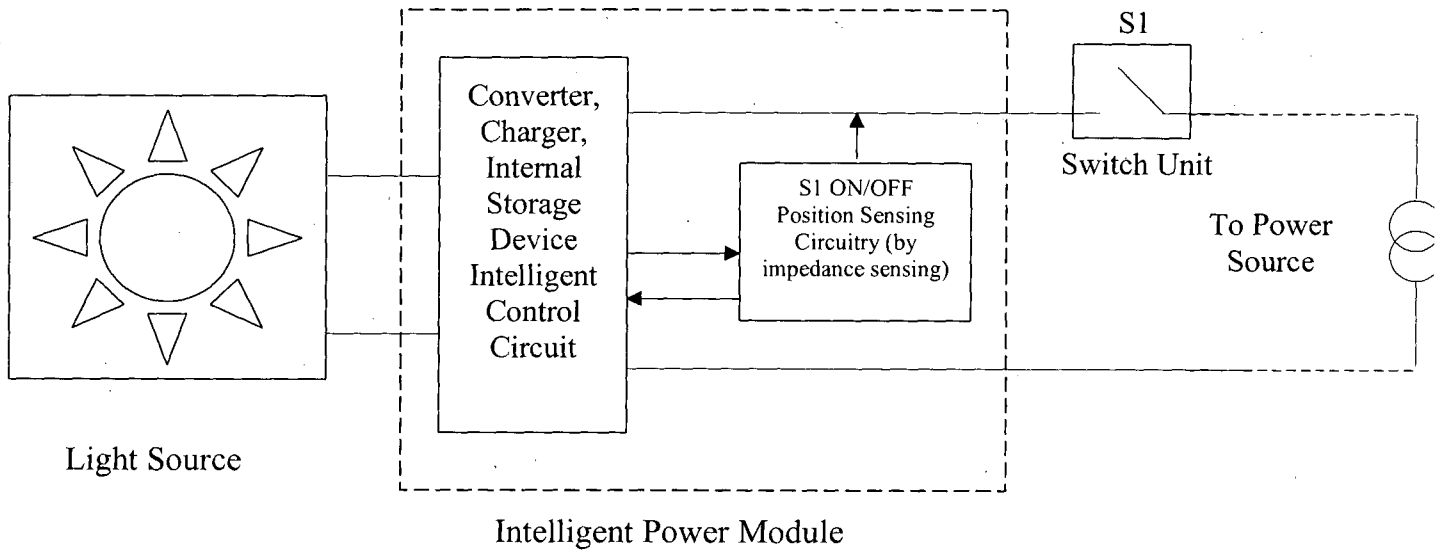 S1
Converter,
Charger,
Internal
Storage
Device
Intelligent
Control
Circuit
S1 ON/OFF
Position Sensing
Circuitry (by
impedance sensing)
Switch Unit
To Power
Source
Light Source
Intelligent Power Module